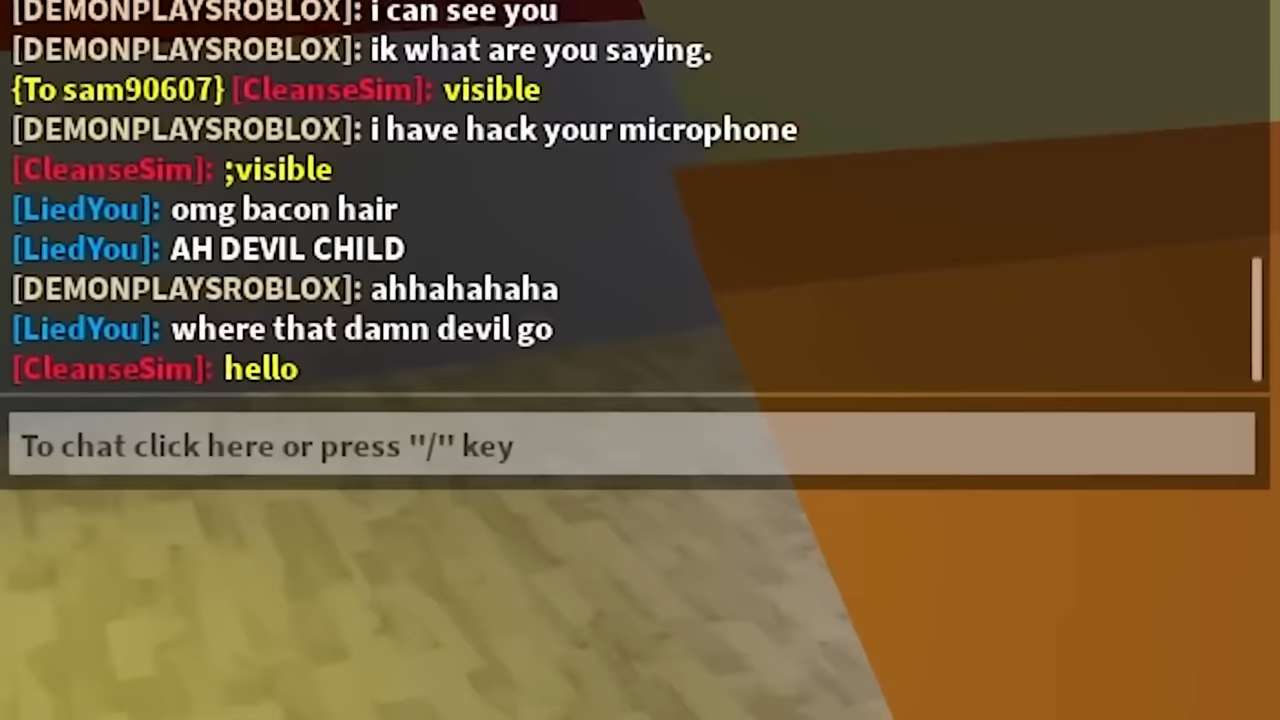 [DEMONPLAYSROBLOX]: i can see you
[DEMONPLAYSROBLOX]: ik what are you saying.
{To sam90607} [CleanseSim]: visible
[DEMONPLAYSROBLOX]: i have hack your microphone
[CleanseSim]: ;visible
[LiedYou]: omg bacon hair
[LiedYou]: AH DEVIL CHILD
[DEMONPLAYSROBLOX]: ahhahahaha
[LiedYou]: where that damn devil go
[CleanseSim]: hello
To chat click here or press "/" key